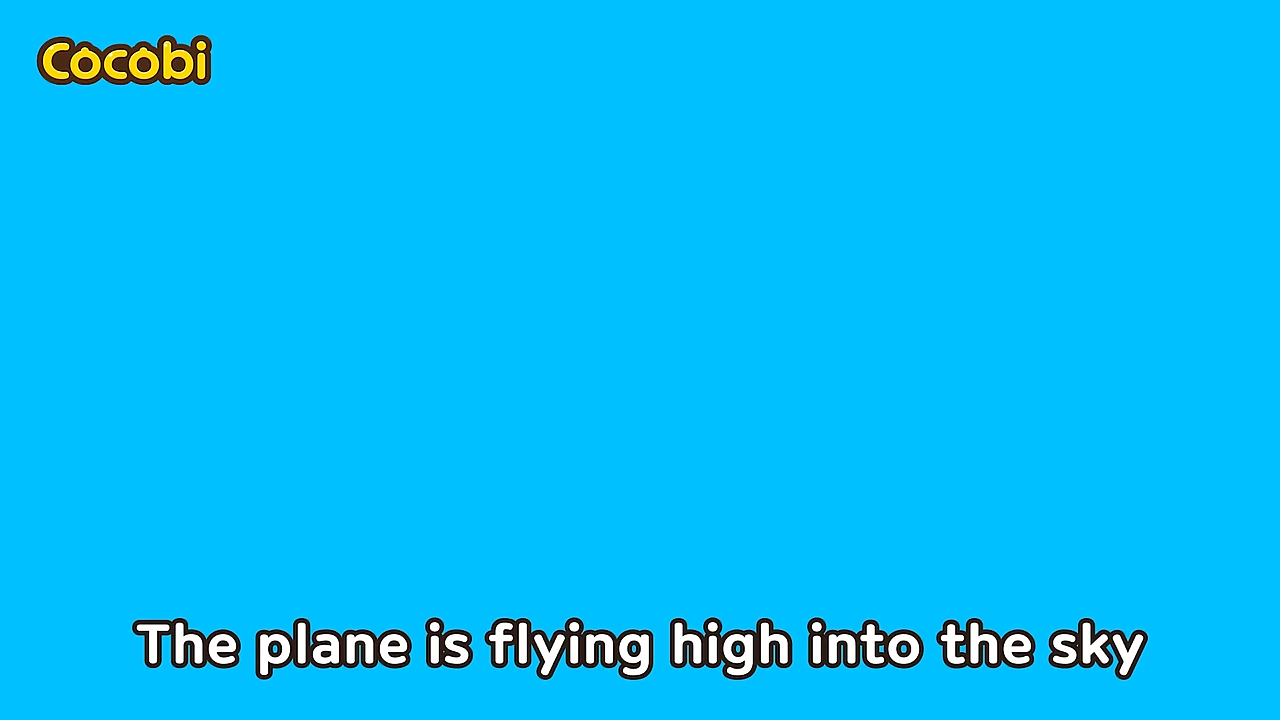 Cocobi
The plane is flying high into the sky